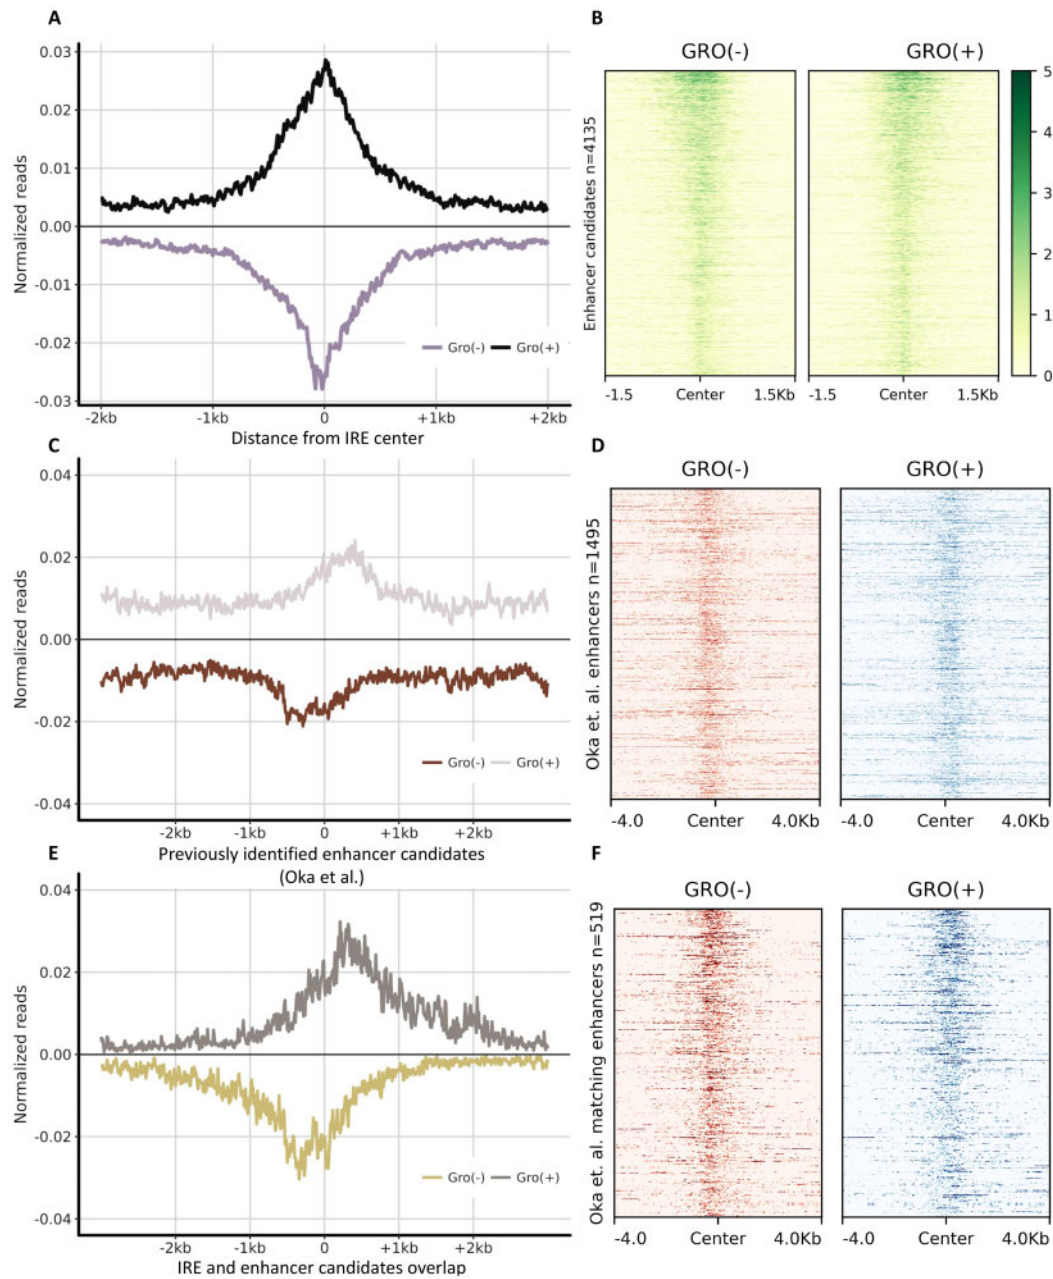 A
0.03
0.02
0.01
0.00
-0.01
-0.02
-0.03
Normalized reads
Gro(-) Gro(+)
-2kb -1kb 0 +1kb +2kb
Distance from IRE center
B
GRO(-) GRO(+)
Enhancer candidates n=4135
5
4
3
2
1
0
-1.5 Center 1.5Kb -1.5 Center 1.5Kb
C
0.04
0.02
0.00
-0.02
-0.04
Normalized reads
Gro(-) Gro(+)
-2kb -1kb 0 +1kb +2kb
Previously identified enhancer candidates
(Oka et al.)
D
GRO(-) GRO(+)
Oka et. al. enhancers n=1495
-4.0 Center 4.0Kb -4.0 Center 4.0Kb
E
0.04
0.02
0.00
-0.02
-0.04
Normalized reads
Gro(-) Gro(+)
-2kb -1kb 0 +1kb +2kb
IRE and enhancer candidates overlap
F
GRO(-) GRO(+)
Oka et. al. matching enhancers n=519
-4.0 Center 4.0Kb -4.0 Center 4.0Kb